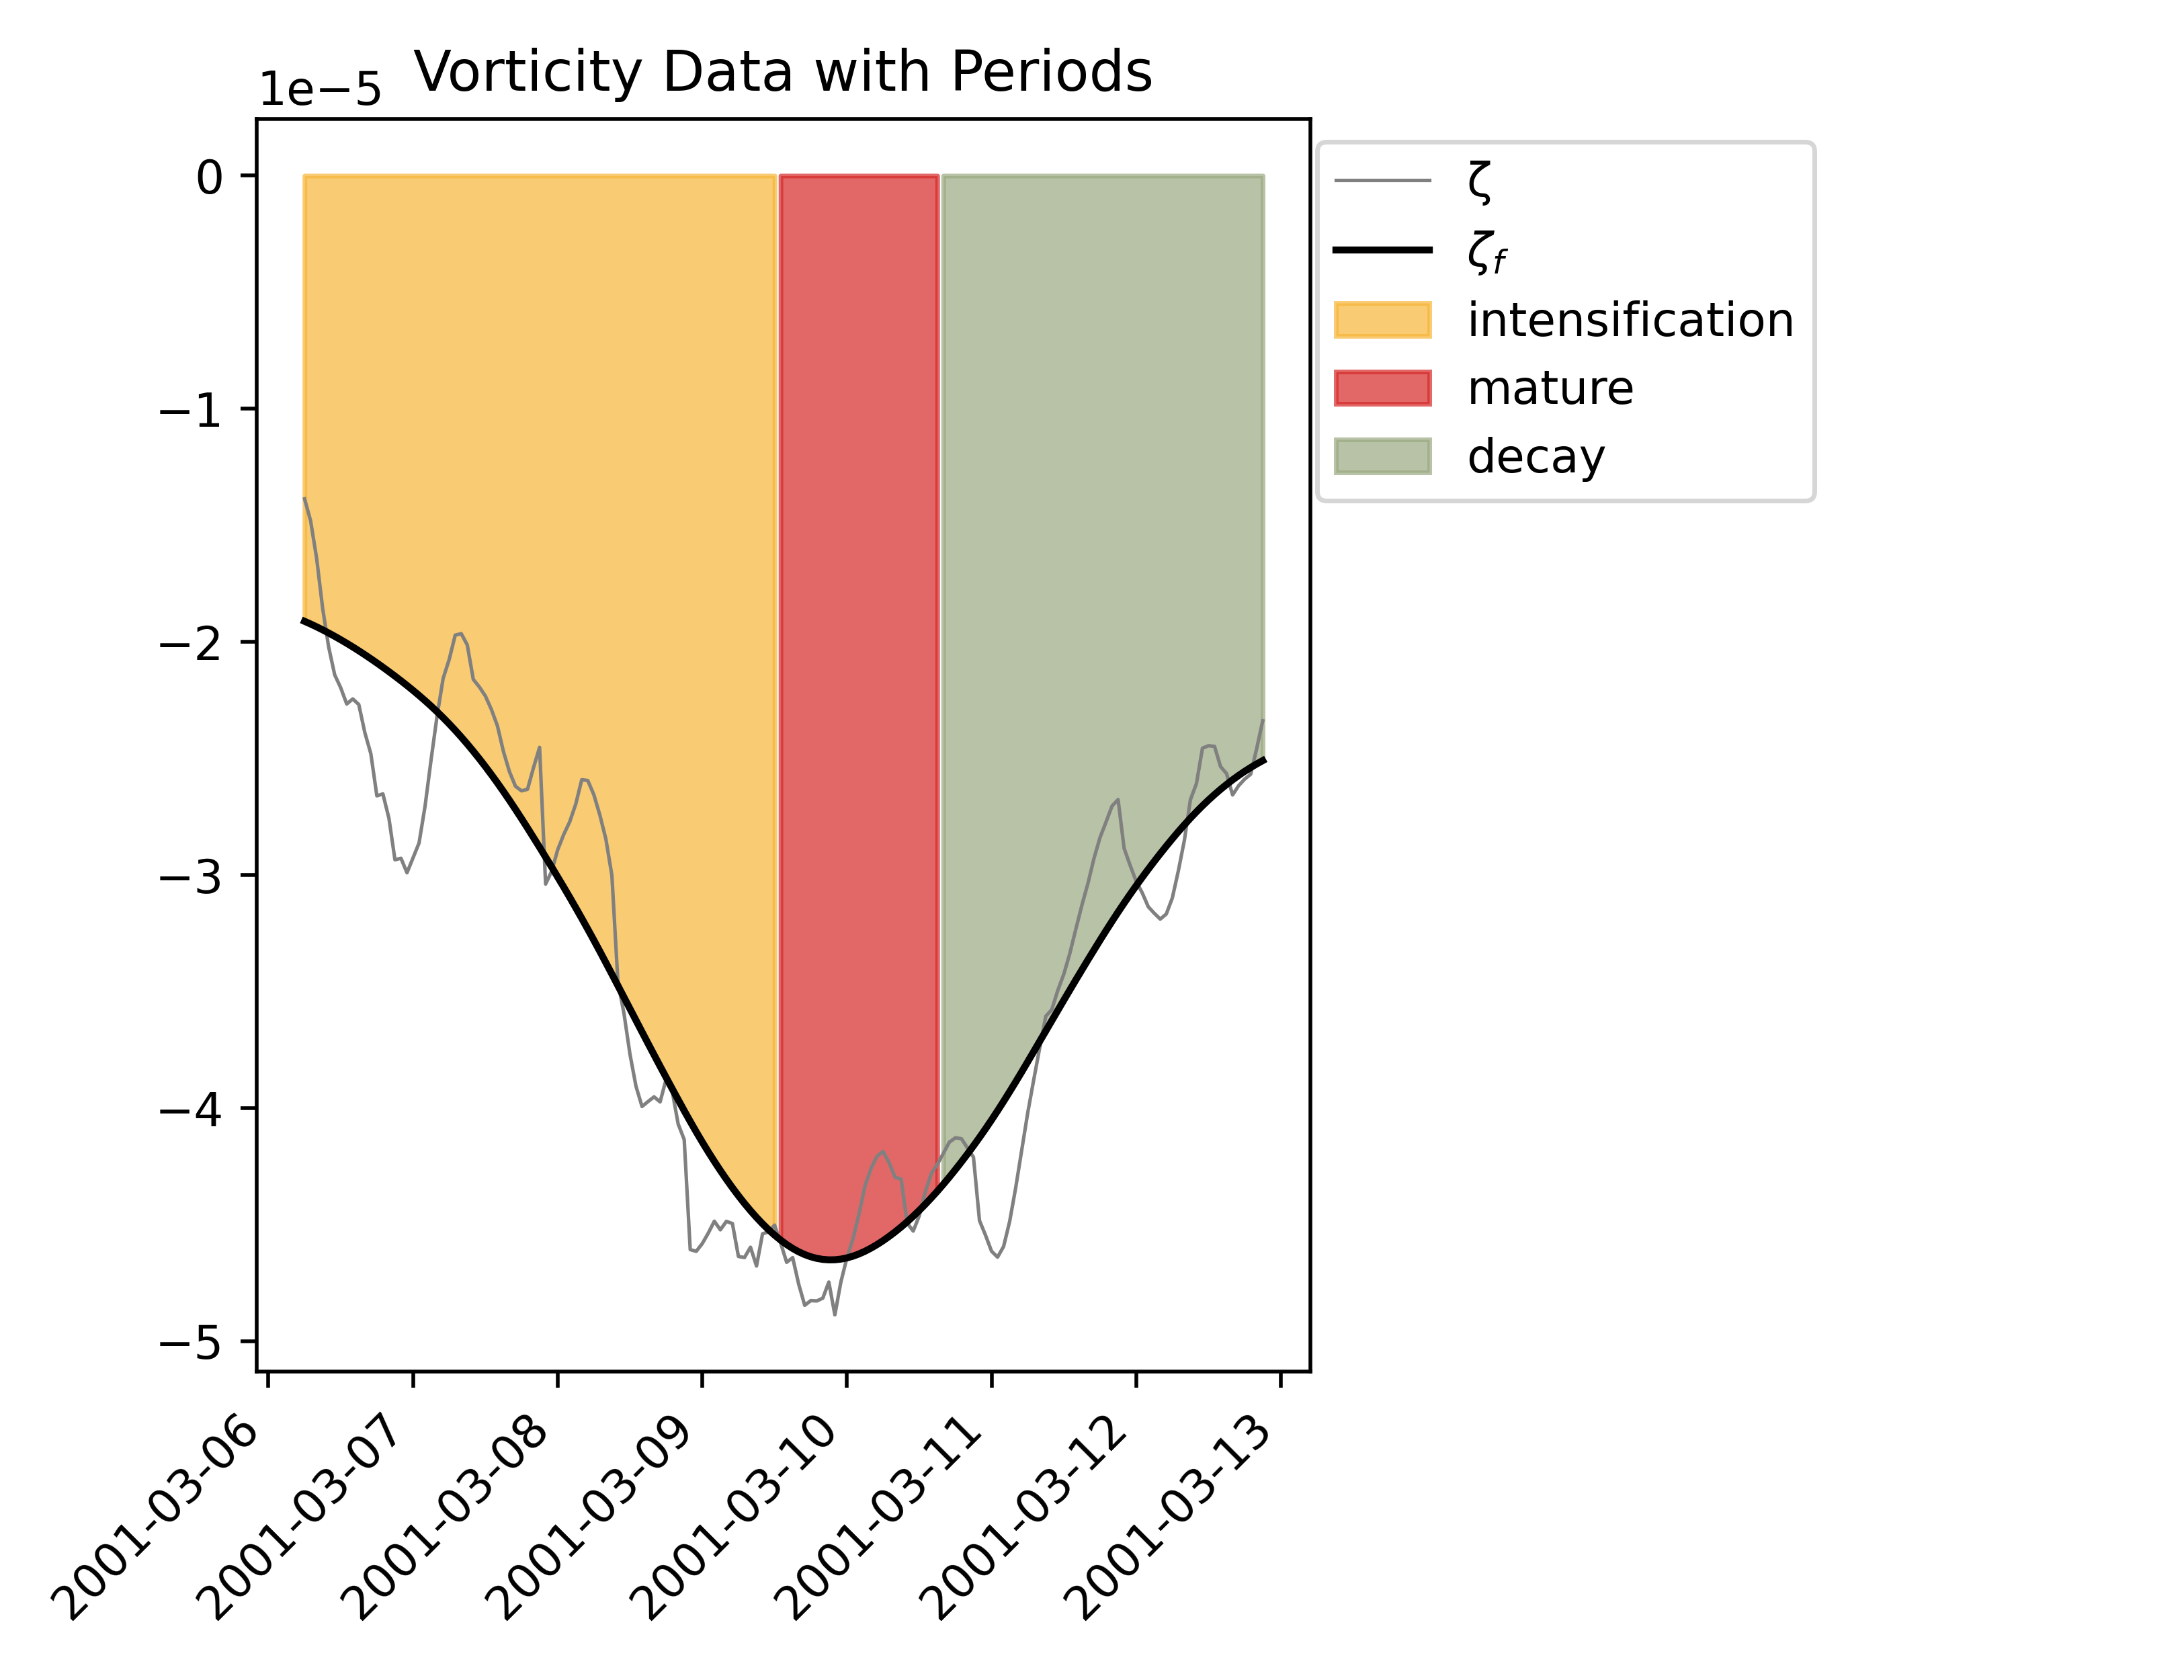 Vorticity Data with Periods
1e−5
0
−1
−2
−3
−4
−5
2001-03-06
2001-03-07
2001-03-08
2001-03-09
2001-03-10
2001-03-11
2001-03-12
2001-03-13
ζ
ζf
intensification
mature
decay